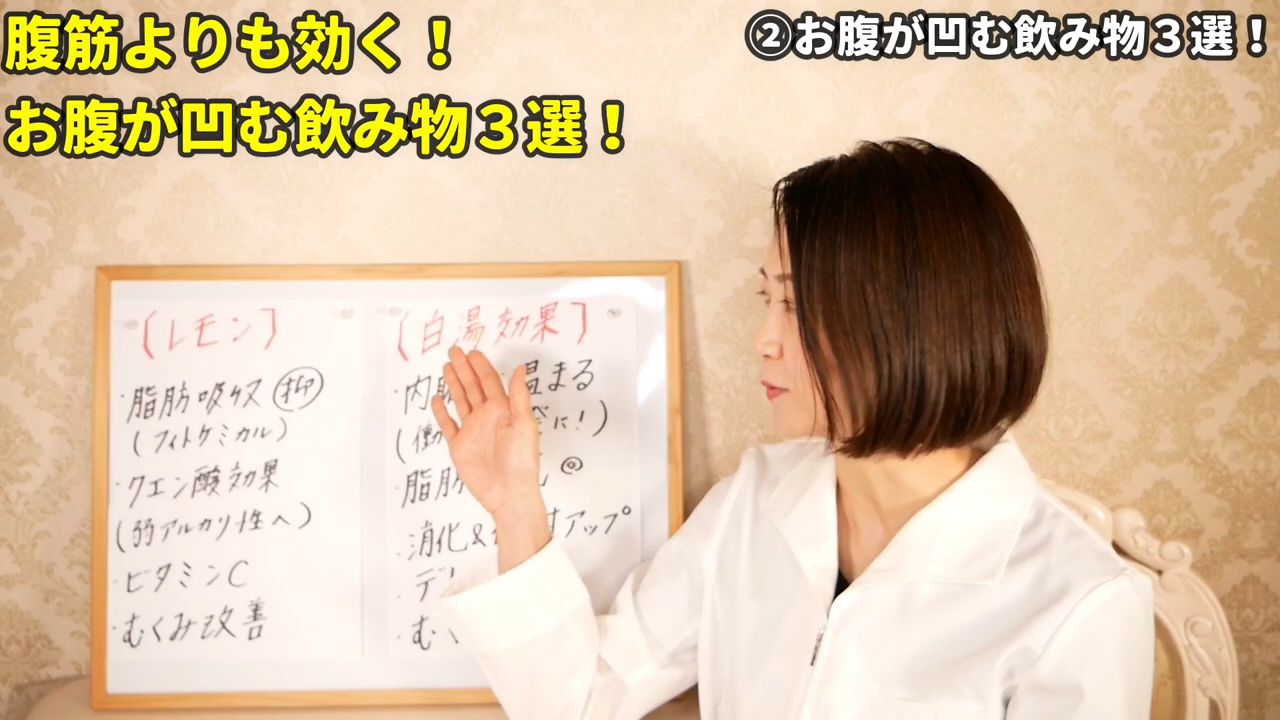 腹筋よりも効く！
お腹が凹む飲み物３選！
②お腹が凹む飲み物３選！
〔レモン〕
・脂肪吸収 抑
(フィトケミカル)
クエン酸効果
(弱アルカリ性へ)
・ビタミンC
・むくみ改善
〔白湯効果〕
・内 温まる
(働 に！)
・脂肪 ◎
・消化& アップ
・デ
・む